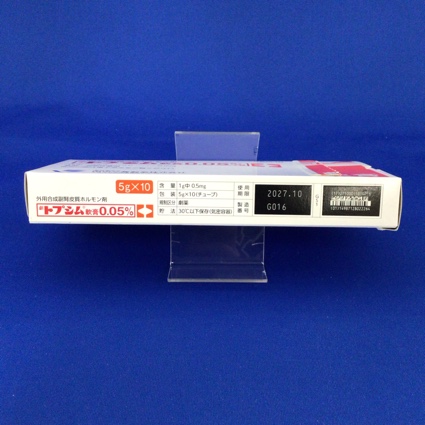 5g×10
外用合成副腎皮質ホルモン剤
トプシム軟膏0.05%
含　量 1g中 0.5mg
包　装 5g×10(チューブ)
規制区分 劇薬
貯　法 30℃以下保存(気密容器)
使用期限 2027.10
製造番号 G016